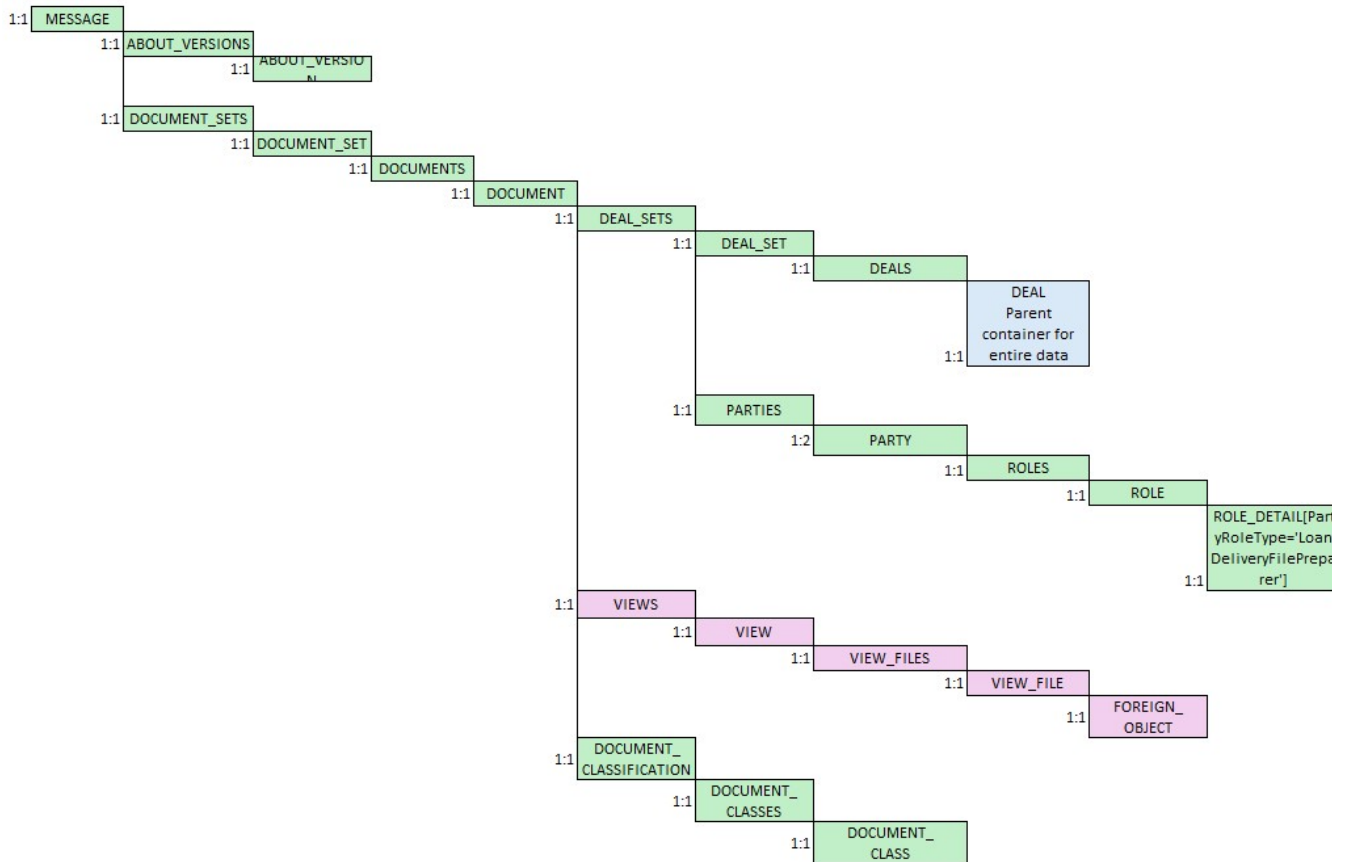 1:1 MESSAGE
1:1 ABOUT_VERSIONS
1:1 ABOUT_VERSIO
N
1:1 DOCUMENT_SETS
1:1 DOCUMENT_SET
1:1 DOCUMENTS
1:1 DOCUMENT
1:1 DEAL_SETS
1:1 DEAL_SET
1:1 DEALS
DEAL
Parent
container for
1:1 entire data
1:1 PARTIES
1:2 PARTY
1:1 ROLES
1:1 ROLE
ROLE_DETAIL[Part
yRoleType='Loan
DeliveryFilePrepa
1:1 rer']
1:1 VIEWS
1:1 VIEW
1:1 VIEW_FILES
1:1 VIEW_FILE
FOREIGN_
1:1 OBJECT
DOCUMENT_
1:1 CLASSIFICATION
DOCUMENT_
1:1 CLASSES
DOCUMENT_
1:1 CLASS